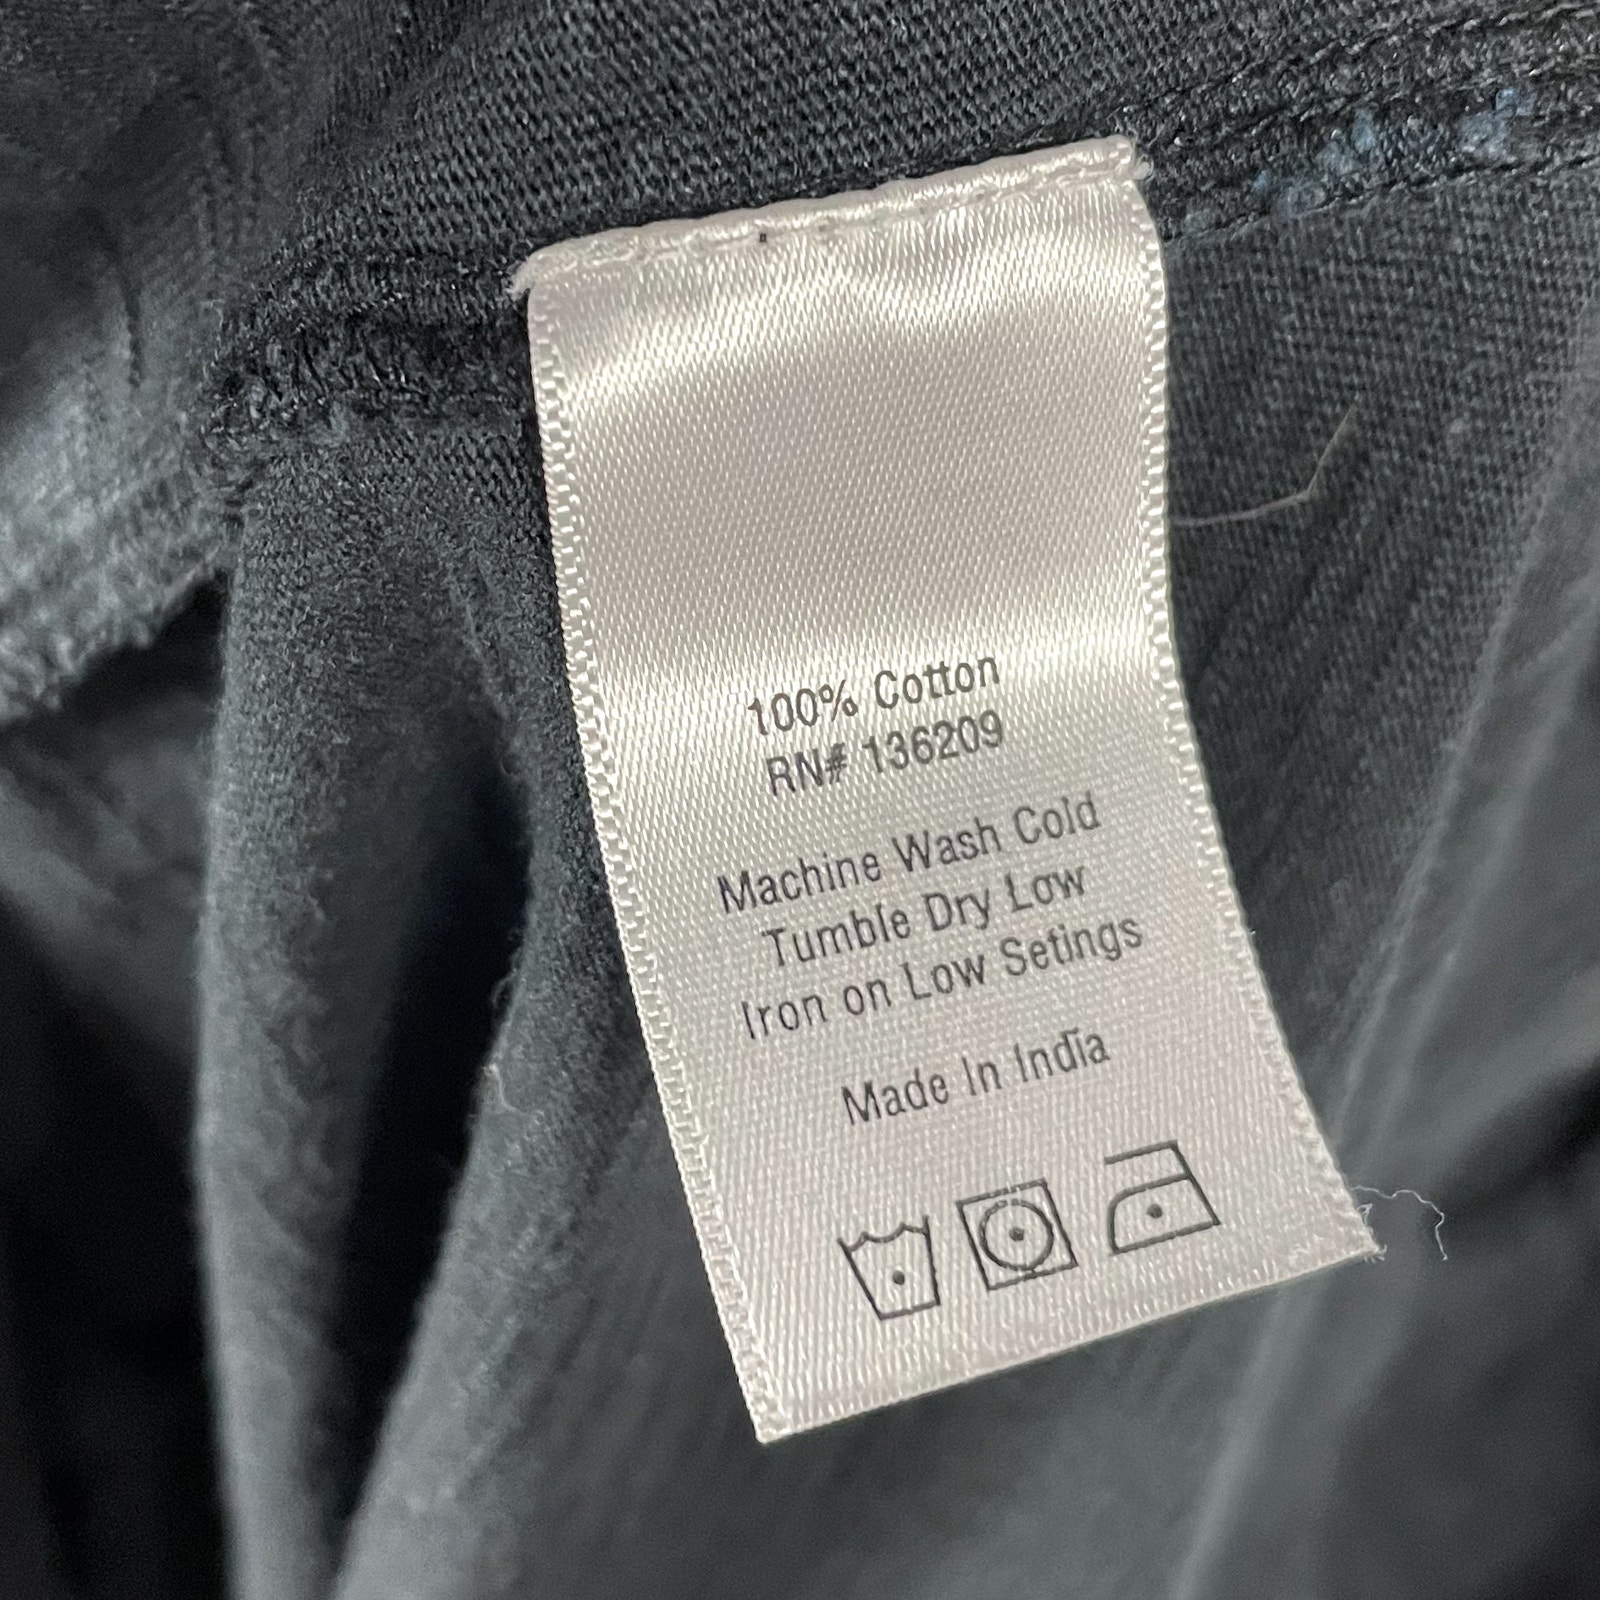 100% Cotton
RN# 136209
Machine Wash Cold
Tumble Dry Low
Iron on Low Setings
Made In India